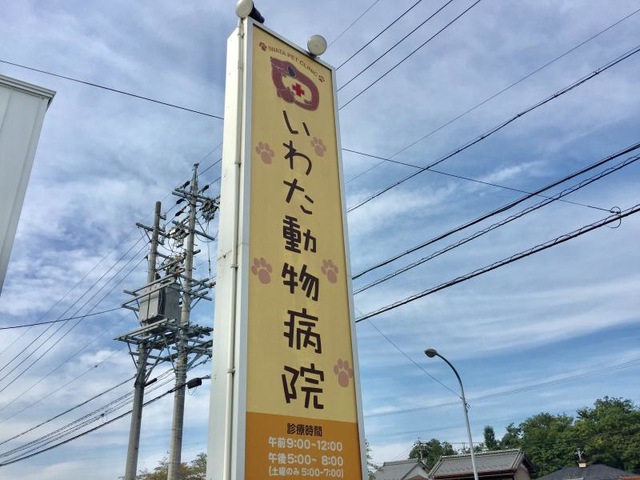 IWATA PET CLINIC
いわた動物病院
診療時間
午前9:00~12:00
午後5:00~8:00
(土曜のみ5:00~7:00)